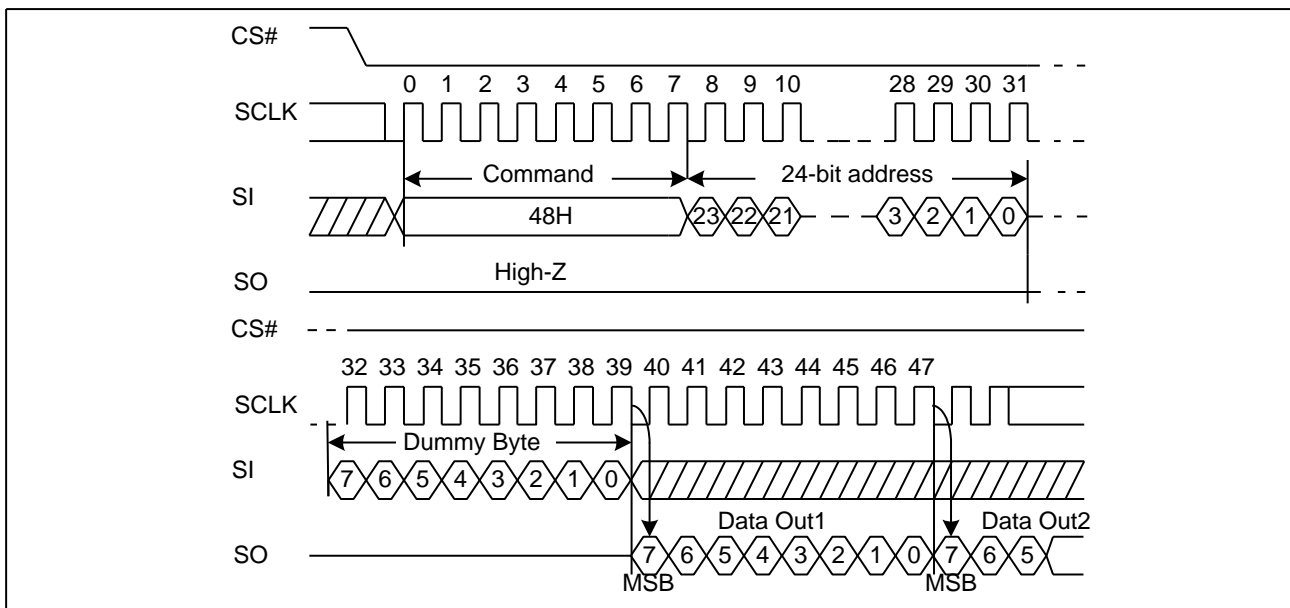 CS#
0 1 2 3 4 5 6 7 8 9 10 28 29 30 31
SCLK
Command 24-bit address
SI
48H 23 22 21 3 2 1 0
High-Z
SO
CS#
32 33 34 35 36 37 38 39 40 41 42 43 44 45 46 47
SCLK
Dummy Byte
SI
7 6 5 4 3 2 1 0
Data Out1 Data Out2
SO 7 6 5 4 3 2 1 0 7 6 5
MSB MSB